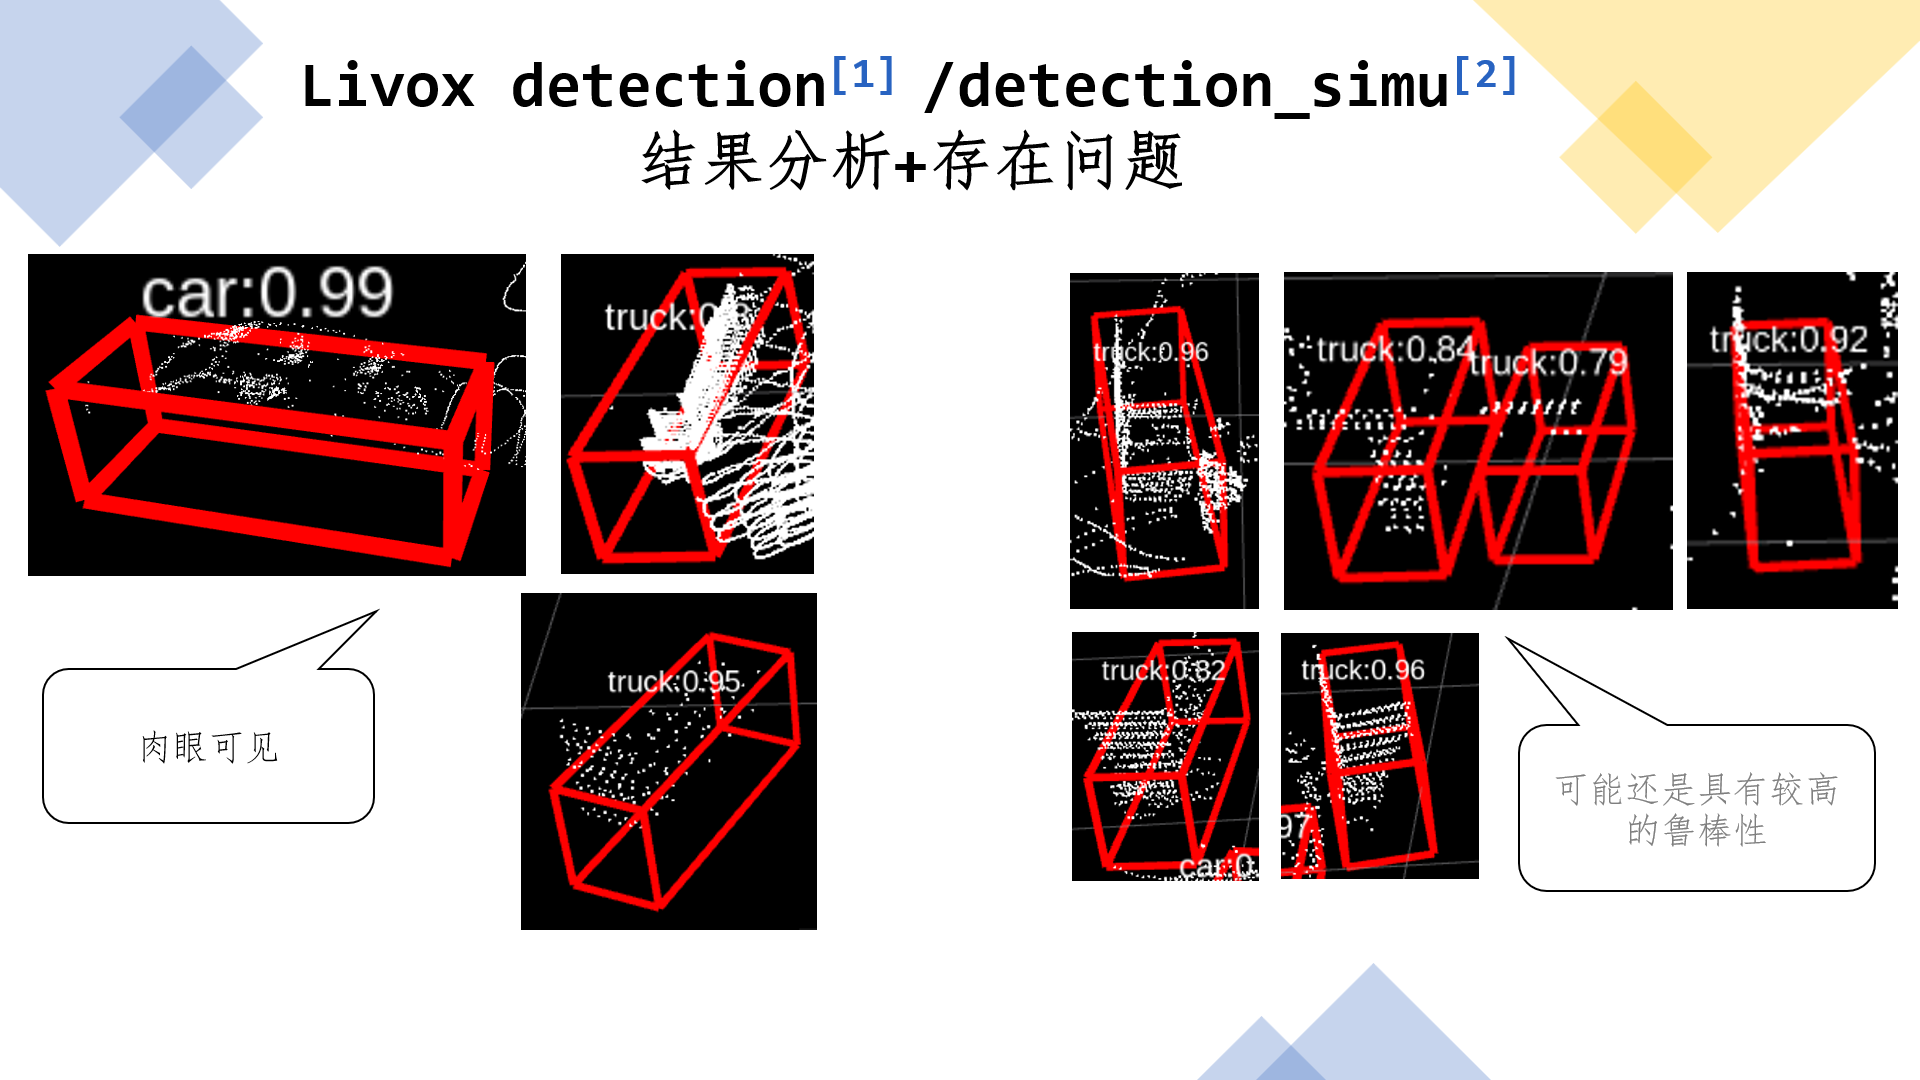 Livox detection[1] /detection_simu[2]
结果分析+存在问题
car:0.99
truck:0.
truck:0.95
肉眼可见
truck:0.96
truck:0.84
truck:0.79
truck:0.92
truck:0.82
car:0
truck:0.96
97
可能还是具有较高
的鲁棒性